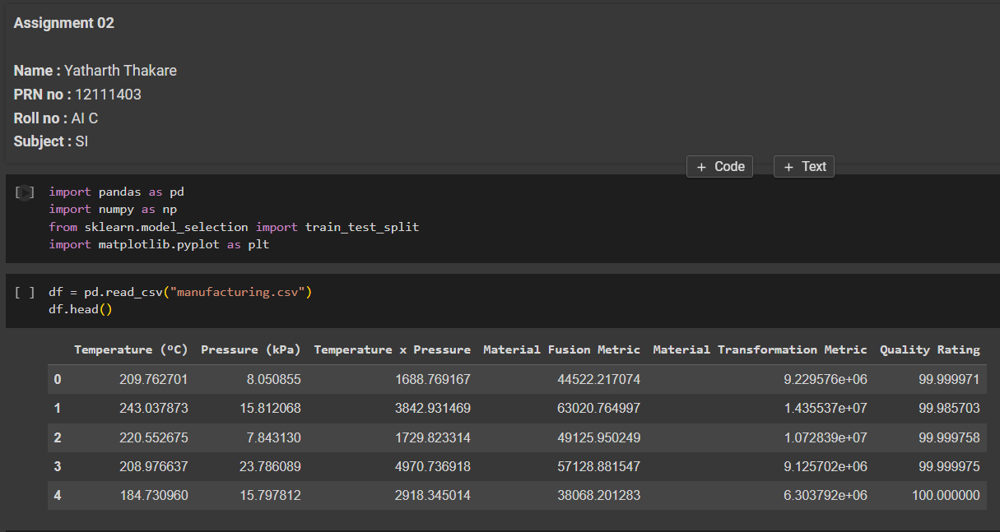 Assignment 02
Name : Yatharth Thakare
PRN no : 12111403
Roll no : AI C
Subject : SI
+ Code + Text
[ ] import pandas as pd
import numpy as np
from sklearn.model_selection import train_test_split
import matplotlib.pyplot as plt
[ ] df = pd.read_csv("manufacturing.csv")
df.head()
Temperature (°C) Pressure (kPa) Temperature x Pressure Material Fusion Metric Material Transformation Metric Quality Rating
0 209.762701 8.050855 1688.769167 44522.217074 9.229576e+06 99.999971
1 243.037873 15.812068 3842.931469 63020.764997 1.435537e+07 99.985703
2 220.552675 7.843130 1729.823314 49125.950249 1.072839e+07 99.999758
3 208.976637 23.786089 4970.736918 57128.881547 9.125702e+06 99.999975
4 184.730960 15.797812 2918.345014 38068.201283 6.303792e+06 100.000000